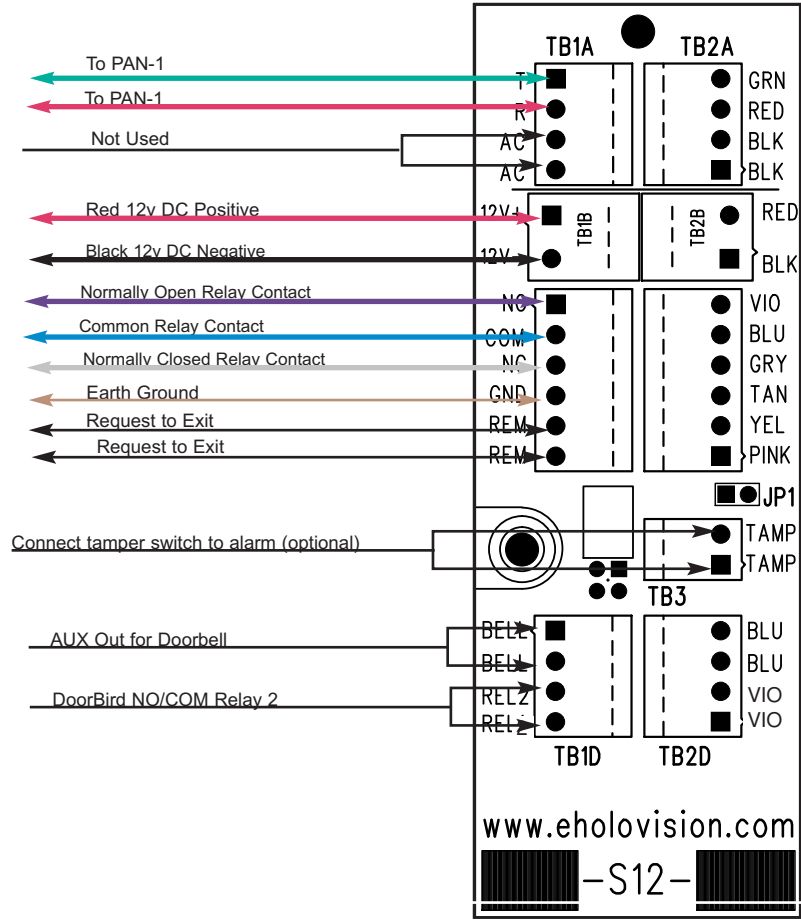 TB1A TB2A
To PAN-1 T GRN
To PAN-1 R RED
Not Used AC BLK
AC BLK
Red 12v DC Positive 12V+ TB1B TB2B RED
Black 12v DC Negative 12V- BLK
Normally Open Relay Contact NO VIO
Common Relay Contact COM BLU
Normally Closed Relay Contact NC GRY
Earth Ground GND TAN
Request to Exit REM YEL
Request to Exit REM PINK
JP1
Connect tamper switch to alarm (optional) TAMP
TAMP
TB3
AUX Out for Doorbell BELL BLU
BELL BLU
DoorBird NO/COM Relay 2 REL2 VIO
REL2 VIO
TB1D TB2D
www.eholovision.com
-S12-